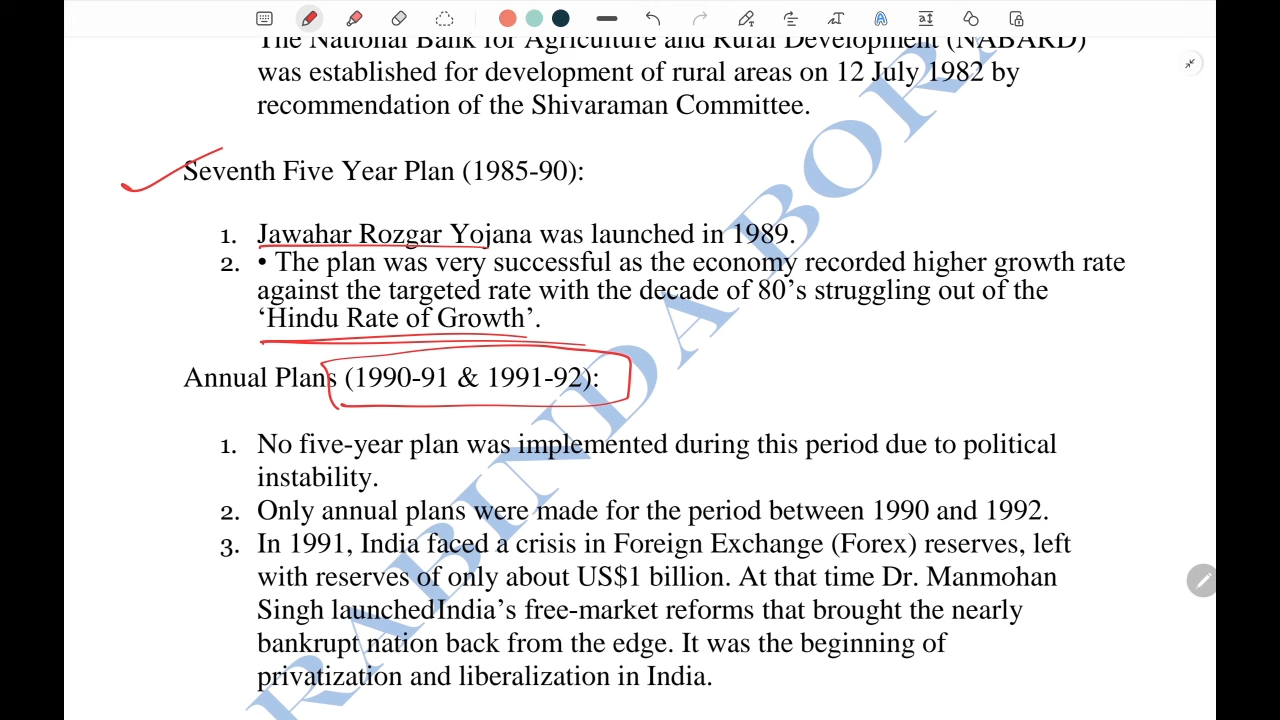 The National Bank for Agriculture and Rural Development (NABARD)
was established for development of rural areas on 12 July 1982 by
recommendation of the Shivaraman Committee.
Seventh Five Year Plan (1985-90):
1. Jawahar Rozgar Yojana was launched in 1989.
2. • The plan was very successful as the economy recorded higher growth rate
against the targeted rate with the decade of 80’s struggling out of the
‘Hindu Rate of Growth’.
Annual Plans (1990-91 & 1991-92):
1. No five-year plan was implemented during this period due to political
instability.
2. Only annual plans were made for the period between 1990 and 1992.
3. In 1991, India faced a crisis in Foreign Exchange (Forex) reserves, left
with reserves of only about US$1 billion. At that time Dr. Manmohan
Singh launchedIndia’s free-market reforms that brought the nearly
bankrupt nation back from the edge. It was the beginning of
privatization and liberalization in India.
RABINDA BORA